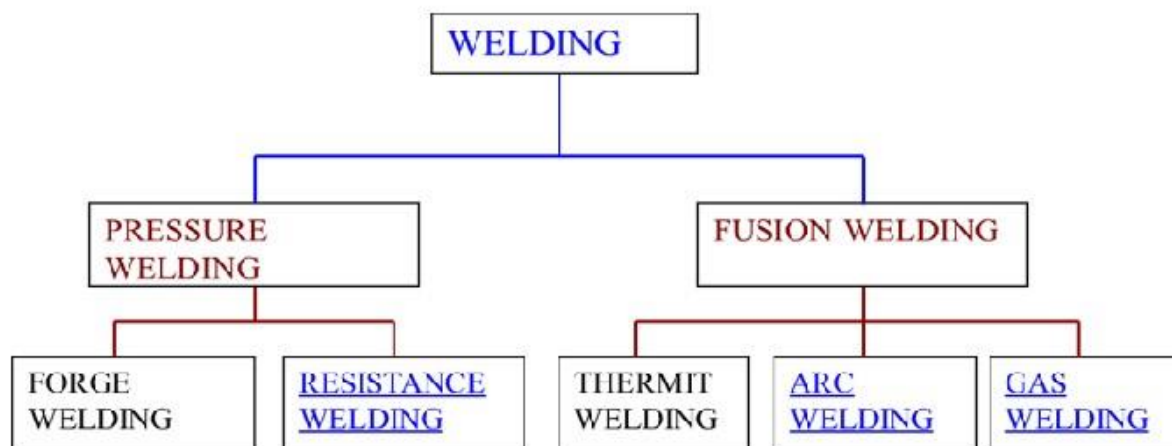 WELDING
PRESSURE
WELDING
FUSION WELDING
FORGE
WELDING
RESISTANCE
WELDING
THERMIT
WELDING
ARC
WELDING
GAS
WELDING